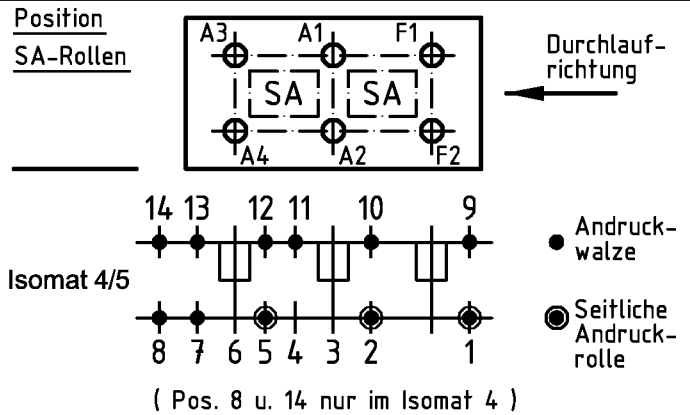 Position
SA-Rollen
A3 A1 F1
SA SA
A4 A2 F2
Durchlauf-
richtung
14 13 12 11 10 9
Isomat 4/5
8 7 6 5 4 3 2 1
Andruck-
walze
Seitliche
Andruck-
rolle
( Pos. 8 u. 14 nur im Isomat 4 )